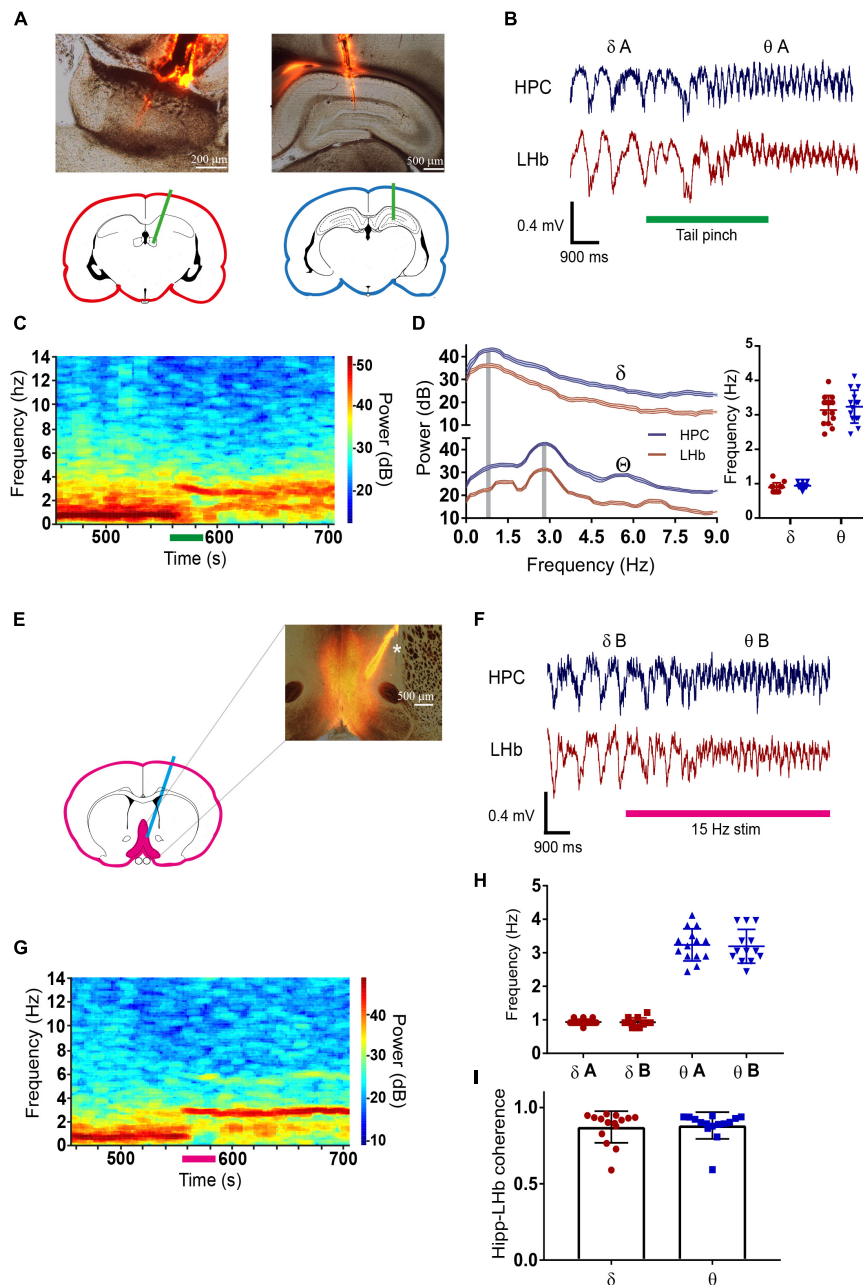 A
200 μm
500 μm
B
δ A
θ A
HPC
LHb
0.4 mV
900 ms
Tail pinch
C
Frequency (hz)
14
12
10
8
6
4
2
0
500
600
700
Time (s)
50
40
30
20
Power (dB)
D
Power (dB)
40
30
20
10
40
30
20
10
δ
HPC
LHb
Θ
0.0
1.5
3.0
4.5
6.0
7.5
9.0
Frequency (Hz)
Frequency (Hz)
5
4
3
2
1
0
δ
θ
E
*
500 μm
F
δ B
θ B
HPC
LHb
0.4 mV
900 ms
15 Hz stim
G
Frequency (Hz)
14
12
10
8
6
4
2
0
500
600
700
Time (s)
40
30
20
10
Power (dB)
H
Frequency (Hz)
5
4
3
2
1
0
δ A
δ B
θ A
θ B
I
Hipp-LHb coherence
1.0
0.5
0.0
δ
θ